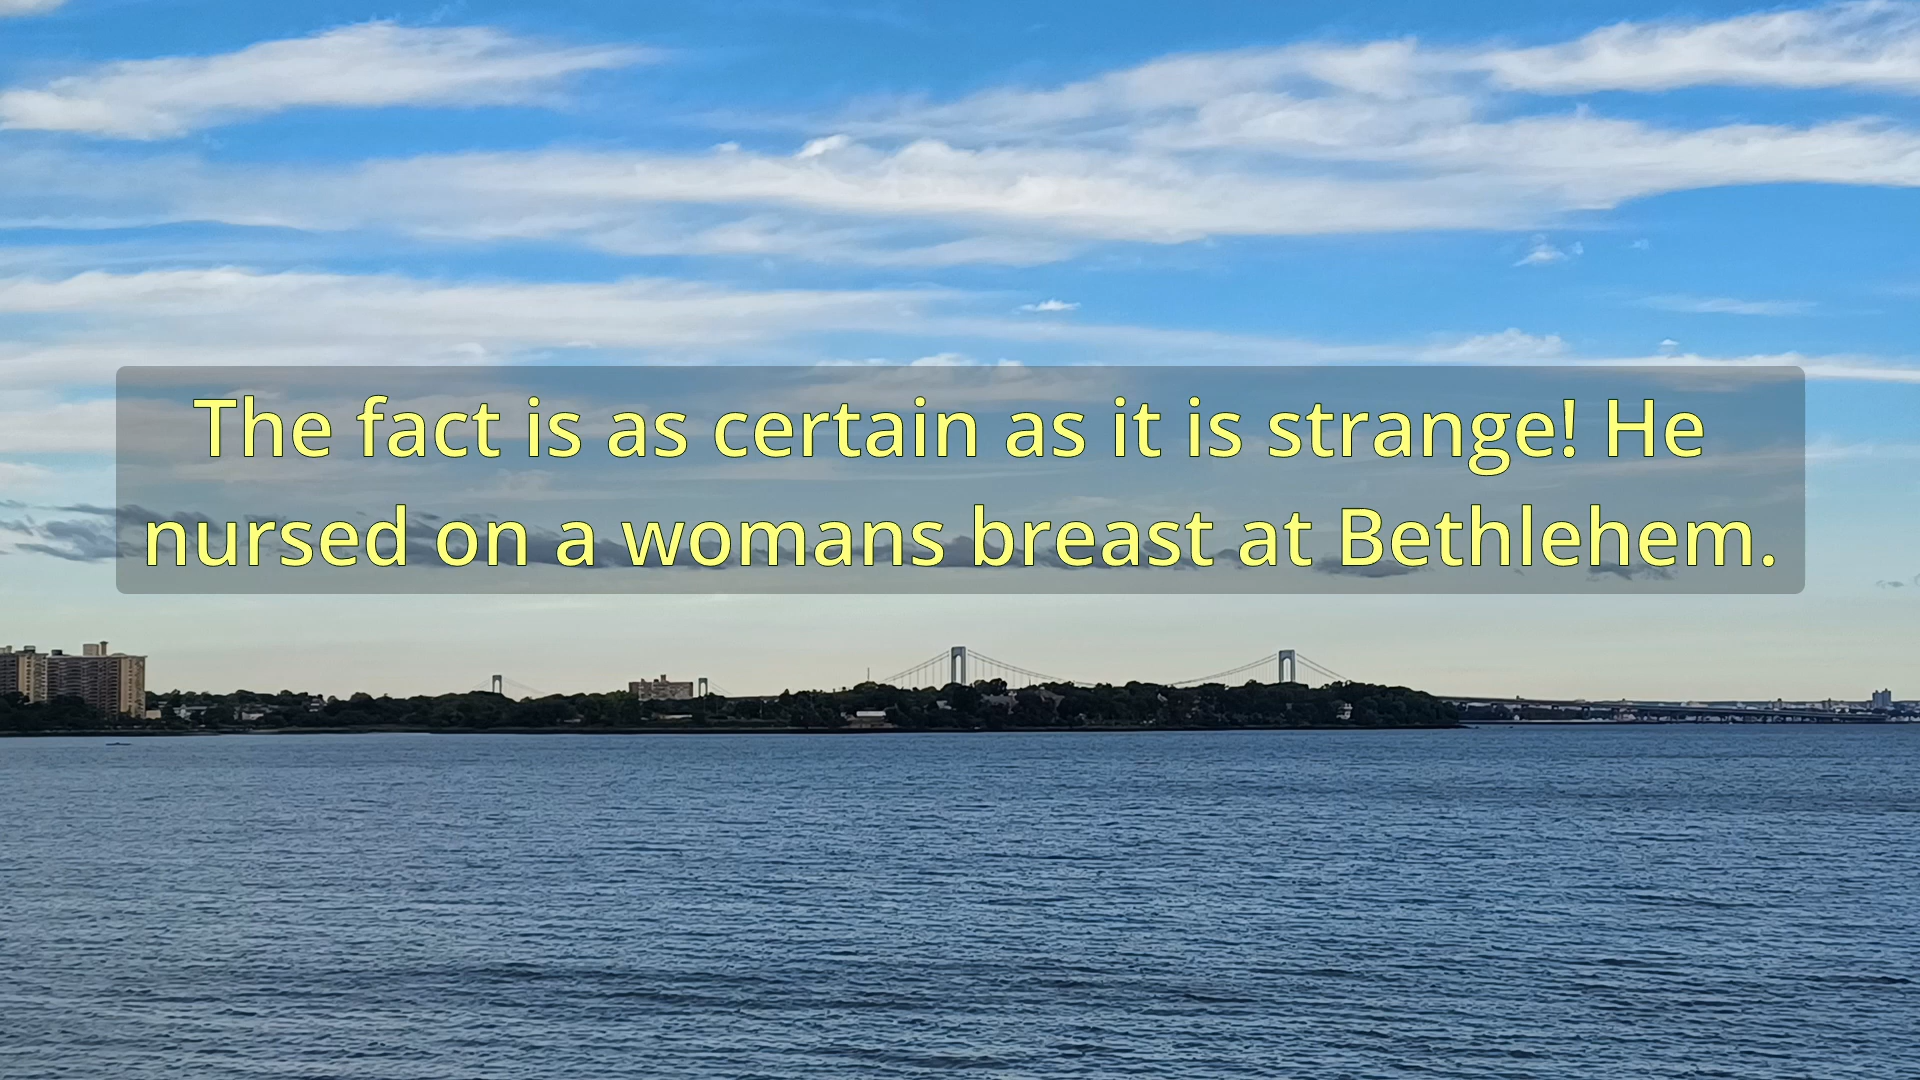 The fact is as certain as it is strange! He
nursed on a womans breast at Bethlehem.